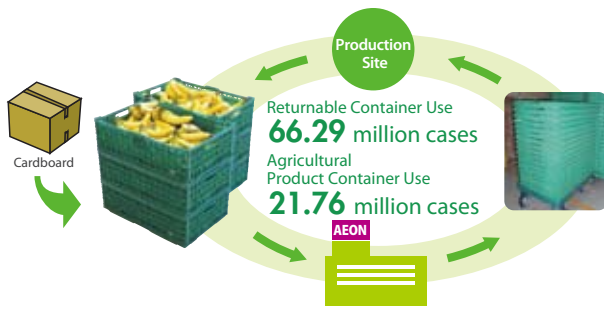 Production
Site
Returnable Container Use
66.29 million cases
Agricultural
Product Container Use
21.76 million cases
Cardboard
AEON